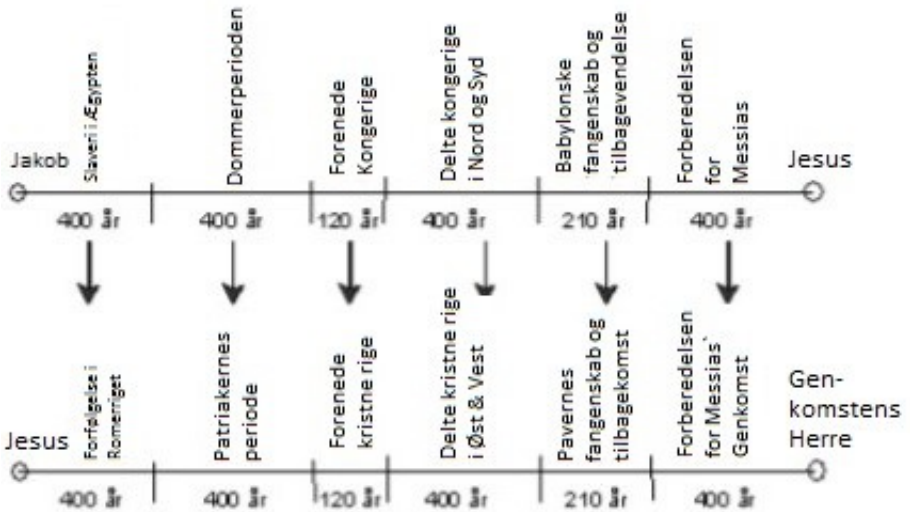 Jakob
Slaveri i Ægypten
Dommerperioden
Forenede
Kongerige
Delte kongerige
i Nord og Syd
Babylonske
fangenskab og
tilbagevendelse
Forberedelsen
for
Messias
Jesus
400 år
400 år
120 år
400 år
210 år
400 år
Jesus
Forfølgelse i
Romerriget
Patriakernes
periode
Forenede
kristne rige
Delte kristne rige
i Øst & Vest
Pavernes
fangenskab og
tilbagekomst
Forberedelsen
for Messias`
Genkomst
Gen-
komstens
Herre
400 år
400 år
120 år
400 år
210 år
400 år